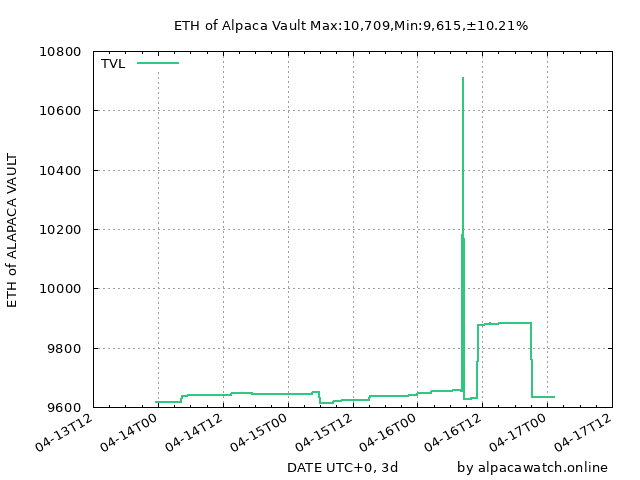 ETH of Alpaca Vault Max:10,709,Min:9,615,±10.21%
TVL
ETH of ALAPACA VAULT
10800
10600
10400
10200
10000
9800
9600
04-13T12
04-14T00
04-14T12
04-15T00
04-15T12
04-16T00
04-16T12
04-17T00
04-17T12
DATE UTC+0, 3d
by alpacawatch.online